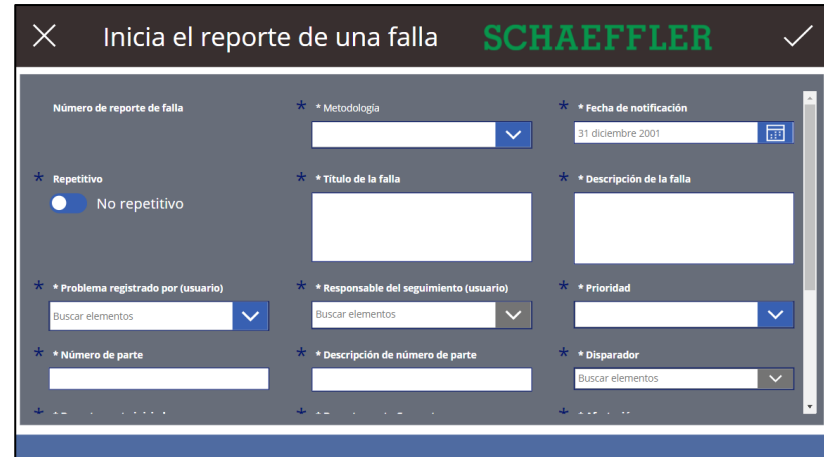 Inicia el reporte de una falla SCHAEFFLER
Número de reporte de falla
* * Metodología
* * Fecha de notificación
31 diciembre 2001
* Repetitivo
No repetitivo
* * Título de la falla
* * Descripción de la falla
* * Problema registrado por (usuario)
Buscar elementos
* * Responsable del seguimiento (usuario)
Buscar elementos
* * Prioridad
* * Número de parte
* * Descripción de número de parte
* * Disparador
Buscar elementos